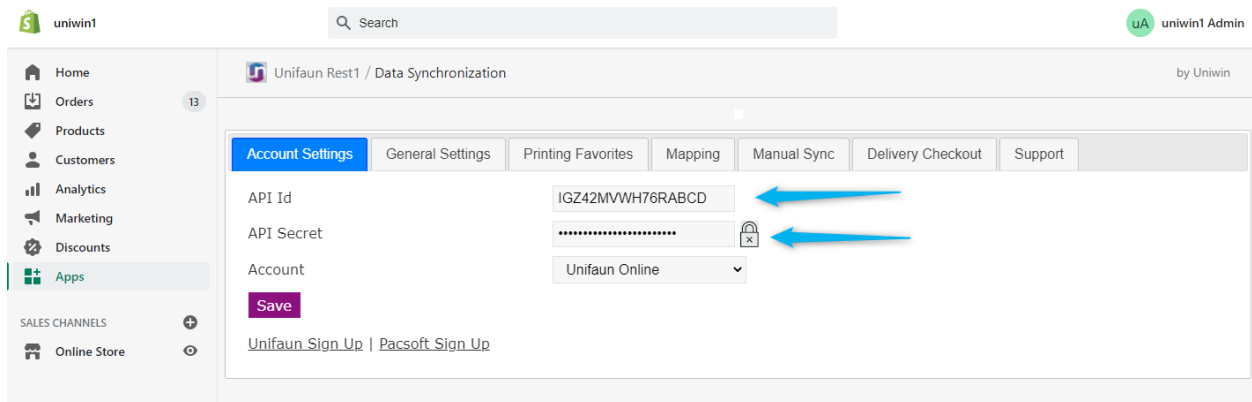 uniwin1
Search
uA uniwin1 Admin
Home
Orders 13
Products
Customers
Analytics
Marketing
Discounts
Apps
SALES CHANNELS
Online Store
Unifaun Rest1 / Data Synchronization
by Uniwin
Account Settings General Settings Printing Favorites Mapping Manual Sync Delivery Checkout Support
API Id IGZ42MVWH76RABCD
API Secret ••••••••••••••••••••••••
Account Unifaun Online
Save
Unifaun Sign Up | Pacsoft Sign Up